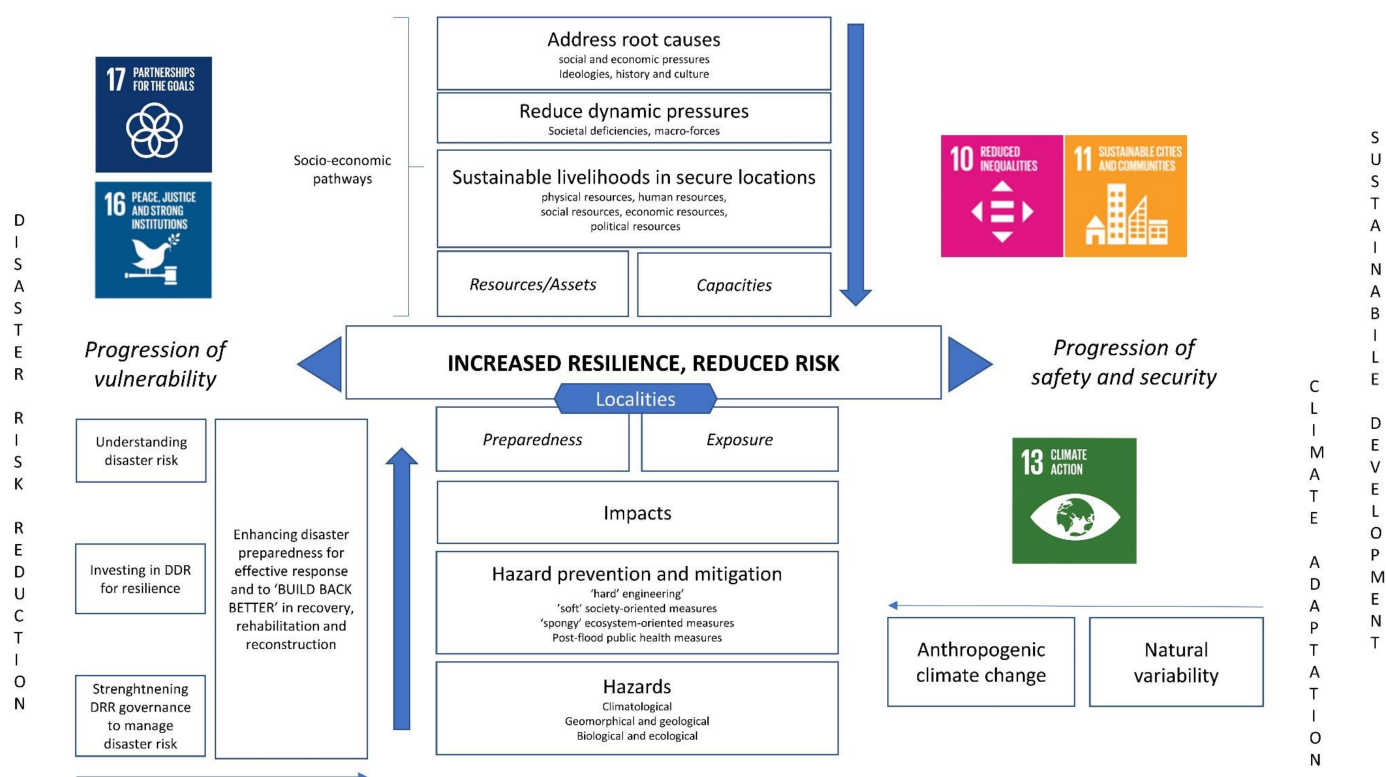 Address root causes
social and economic pressures
Ideologies, history and culture
Reduce dynamic pressures
Societal deficiencies, macro-forces
Socio-economic
pathways
Sustainable livelihoods in secure locations
physical resources, human resources,
social resources, economic resources,
political resources
Resources/Assets
Capacities
17 PARTNERSHIPS
FOR THE GOALS
16 PEACE, JUSTICE
AND STRONG
INSTITUTIONS
10 REDUCED
INEQUALITIES
11 SUSTAINABLE CITIES
AND COMMUNITIES
Progression of
vulnerability
INCREASED RESILIENCE, REDUCED RISK
Localities
Progression of
safety and security
Preparedness
Exposure
Impacts
Hazard prevention and mitigation
'hard' engineering'
'soft' society-oriented measures
'spongy' ecosystem-oriented measures
Post-flood public health measures
Hazards
Climatological
Geomorphical and geological
Biological and ecological
Understanding
disaster risk
Investing in DDR
for resilience
Strenghtnening
DRR governance
to manage
disaster risk
Enhancing disaster
preparedness for
effective response
and to 'BUILD BACK
BETTER' in recovery,
rehabilitation and
reconstruction
13 CLIMATE
ACTION
Anthropogenic
climate change
Natural
variability
DISASTER RISK REDUCTION
CLIMATE ADAPTATION
SUSTAINABLE DEVELOPMENT